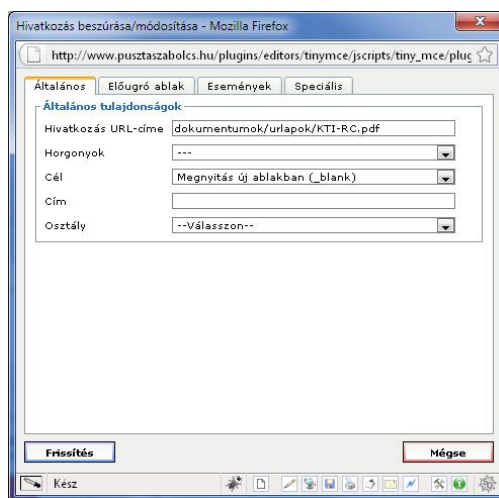 Hivatkozás beszúrása/módosítása - Mozilla Firefox
http://www.pusztaszabolcs.hu/plugins/editors/tinymce/jscripts/tiny_mce/plug
Általános Előugró ablak Események Speciális
Általános tulajdonságok
Hivatkozás URL-címe dokumentumok/urlapok/KTI-RC.pdf
Horgonyok ---
Cél Megnyitás új ablakban (_blank)
Cím
Osztály --Válasszon--
Frissítés Mégse
Kész